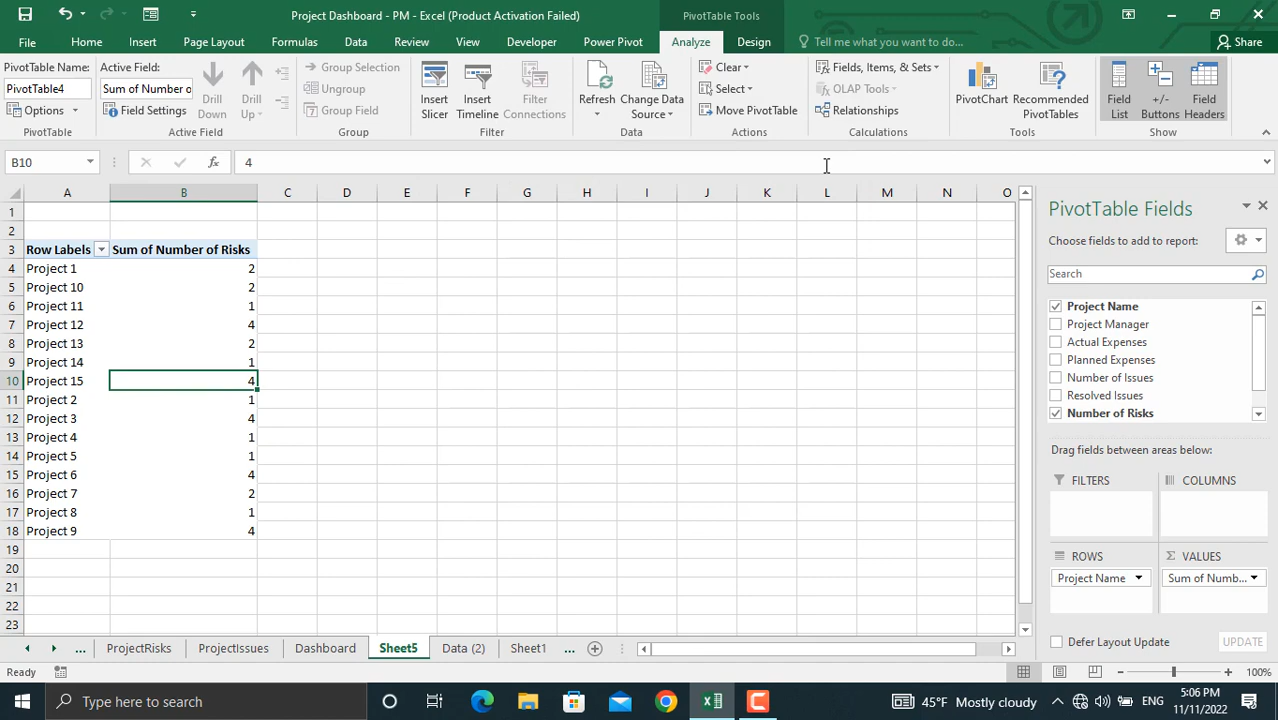 Project Dashboard - PM - Excel (Product Activation Failed)
PivotTable Tools
File Home Insert Page Layout Formulas Data Review View Developer Power Pivot Analyze Design Tell me what you want to do... Share
PivotTable Name:
PivotTable4
Options
PivotTable
Active Field:
Sum of Number o
Field Settings
Drill Down
Drill Up
Active Field
Group Selection
Ungroup
Group Field
Group
Insert Slicer
Insert Timeline
Filter Connections
Filter
Refresh
Change Data Source
Data
Clear
Select
Move PivotTable
Actions
Fields, Items, & Sets
OLAP Tools
Relationships
Calculations
PivotChart
Recommended PivotTables
Tools
Field List
+/- Buttons
Field Headers
Show
B10 fx 4
A B C D E F G H I J K L M N O
1
2
3 Row Labels Sum of Number of Risks
4 Project 1 2
5 Project 10 2
6 Project 11 1
7 Project 12 4
8 Project 13 2
9 Project 14 1
10 Project 15 4
11 Project 2 1
12 Project 3 4
13 Project 4 1
14 Project 5 1
15 Project 6 4
16 Project 7 2
17 Project 8 1
18 Project 9 4
19
20
21
22
23
PivotTable Fields
Choose fields to add to report:
Search
Project Name
Project Manager
Actual Expenses
Planned Expenses
Number of Issues
Resolved Issues
Number of Risks
Drag fields between areas below:
FILTERS COLUMNS
ROWS VALUES
Project Name Sum of Numb...
Defer Layout Update UPDATE
... ProjectRisks ProjectIssues Dashboard Sheet5 Data (2) Sheet1 ...
Ready 100%
Type here to search 45°F Mostly cloudy ENG
5:06 PM
11/11/2022